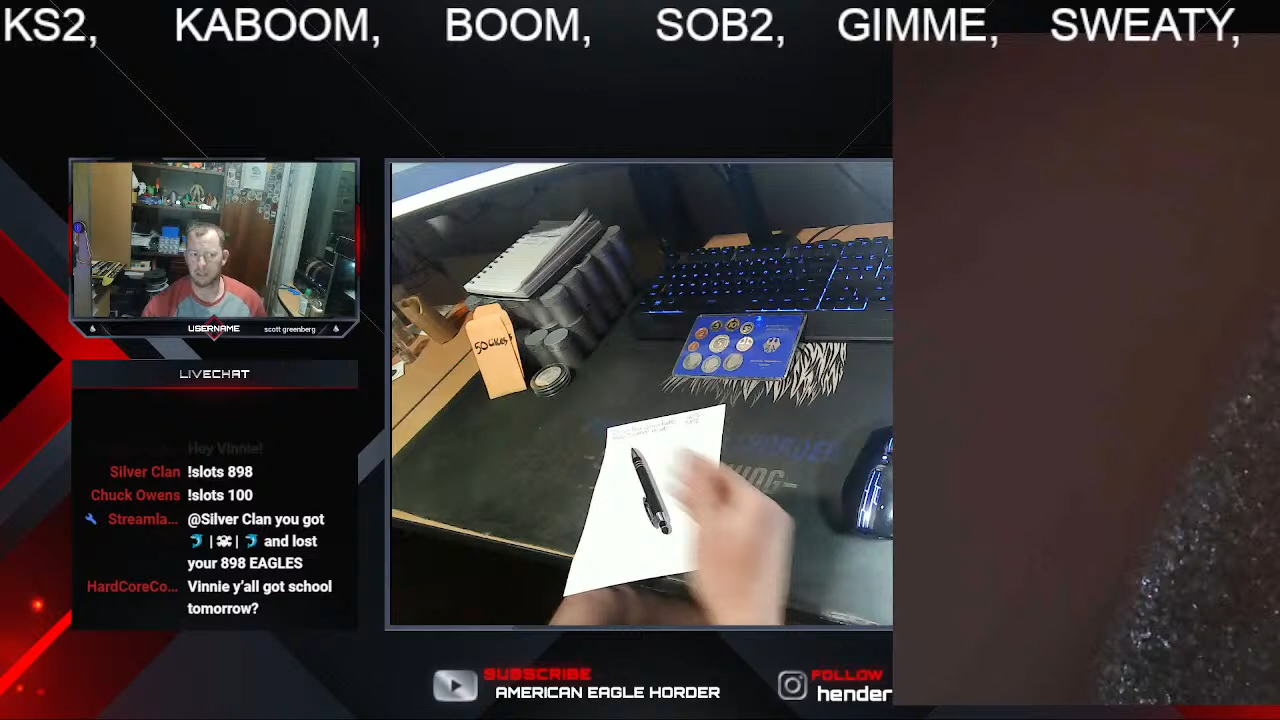 KS2, KABOOM, BOOM, SOB2, GIMME, SWEATY,
USERNAME
scott greenberg
LIVECHAT
Hey Vinnie!
Silver Clan !slots 898
Chuck Owens !slots 100
Streamla... @Silver Clan you got
| | and lost
your 898 EAGLES
HardCoreCo... Vinnie y'all got school
tomorrow?
SUBSCRIBE
AMERICAN EAGLE HORDER
FOLLOW
hender